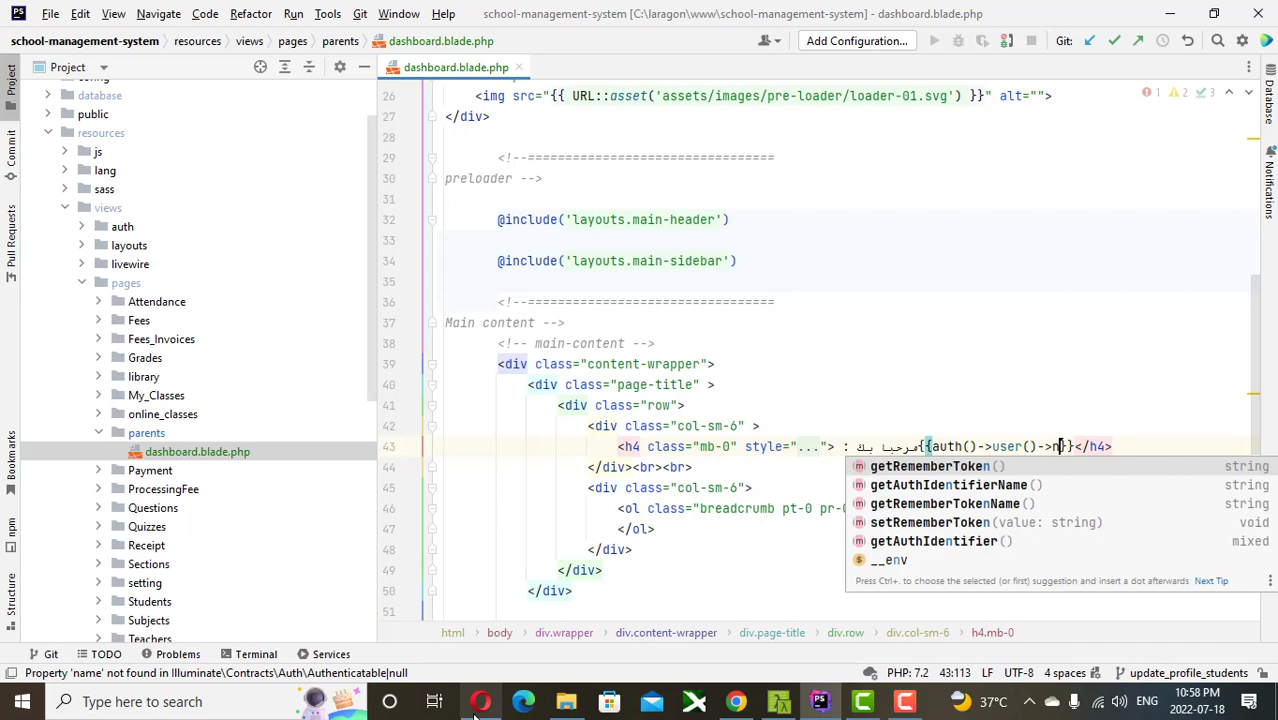 File Edit View Navigate Code Refactor Run Tools Git Window Help school-management-system [C:\laragon\www\school-management-system] - dashboard.blade.php
school-management-system resources views pages parents dashboard.blade.php Add Configuration... Git:
Project dashboard.blade.php
database
public
resources
js
lang
sass
views
auth
layouts
livewire
pages
Attendance
Fees
Fees_Invoices
Grades
library
My_Classes
online_classes
parents
dashboard.blade.php
Payment
ProcessingFee
Questions
Quizzes
Receipt
Sections
setting
Students
Subjects
Teachers
Project
Commit
Pull Requests
Bookmarks
npm
Structure
Database
Notifications
1 2 3
26 <img src="{{ URL::asset('assets/images/pre-loader/loader-01.svg') }}" alt="">
27 </div>
28
29 <!--=================================
30 preloader -->
31
32 @include('layouts.main-header')
33
34 @include('layouts.main-sidebar')
35
36 <!--=================================
37 Main content -->
38 <!-- main-content -->
39 <div class="content-wrapper">
40 <div class="page-title" >
41 <div class="row">
42 <div class="col-sm-6" >
43 <h4 class="mb-0" style="..."> مرحبا بك : {{auth()->user()->n}}</h4>
44 </div><br><br>
45 <div class="col-sm-6">
46 <ol class="breadcrumb pt-0 pr-0
47 </ol>
48 </div>
49 </div>
50 </div>
51
getRememberToken() string
getAuthIdentifierName() string
getRememberTokenName() string
setRememberToken(value: string) void
getAuthIdentifier() mixed
$ __env
Press Ctrl+. to choose the selected (or first) suggestion and insert a dot afterwards Next Tip
html body div.wrapper div.content-wrapper div.page-title div.row div.col-sm-6 h4.mb-0
Git TODO Problems Terminal Services
Property 'name' not found in Illuminate\Contracts\Auth\Authenticatable|null PHP: 7.2 43:113 LF UTF-8 4 spaces update_profile_students
Type here to search 37°C ENG 10:58 PM 2022-07-18